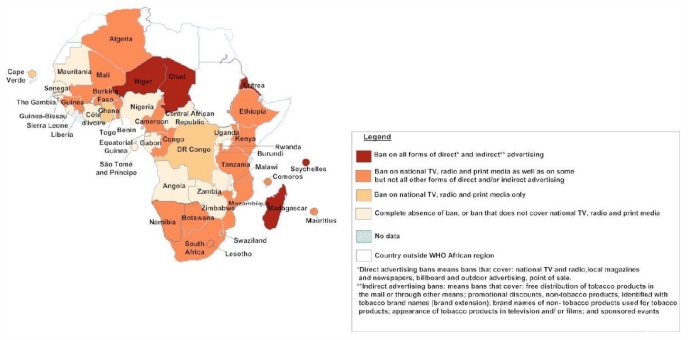 Algeria
Cape
Verde
Mauritania
Mali
Niger
Chad
Eritrea
Senegal
The Gambia
Guinea-Bissau
Guinea
Sierra Leone
Liberia
Burkina
Faso
Côte
d'Ivoire
Ghana
Togo
Benin
Nigeria
Cameroon
Central African
Republic
Ethiopia
Equatorial
Guinea
São Tomé
and Principo
Gabon
Congo
DR Congo
Uganda
Kenya
Rwanda
Burundi
Tanzania
Malawi
Seychelles
Comoros
Angola
Zambia
Zimbabwe
Mozambiq
Madagascar
Mauritius
Namibia
Botswana
South
Africa
Swaziland
Lesotho
Legend
Ban on all forms of direct* and indirect** advertising
Ban on national TV, radio and print media as well as on some
but not all other forms of direct and/or indirect advertising
Ban on national TV, radio and print media only
Complete absence of ban, or ban that does not cover national TV, radio and print media
No data
Country outside WHO African region
*Direct advertising bans means bans that cover: national TV and radio,local magazines
and newspapers, billboard and outdoor advertising, point of sale.
**Indirect advertising bans: means bans that cover: free distribution of tobacco products in
the mail or through other means; promotional discounts, non-tobacco products, identified with
tobacco brand names (brand extension); brand names of non- tobacco products used for tobacco
products; appearance of tobacco products in television and/ or films; and sponsored events